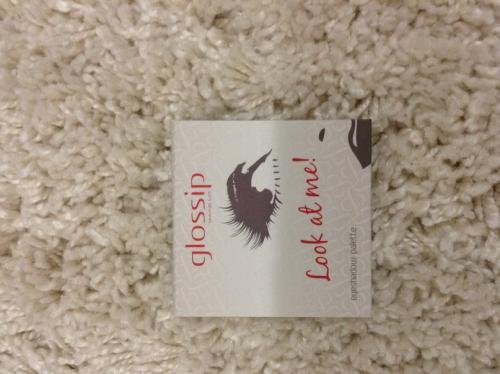 glossip
Look at me!
eyeshadow palette